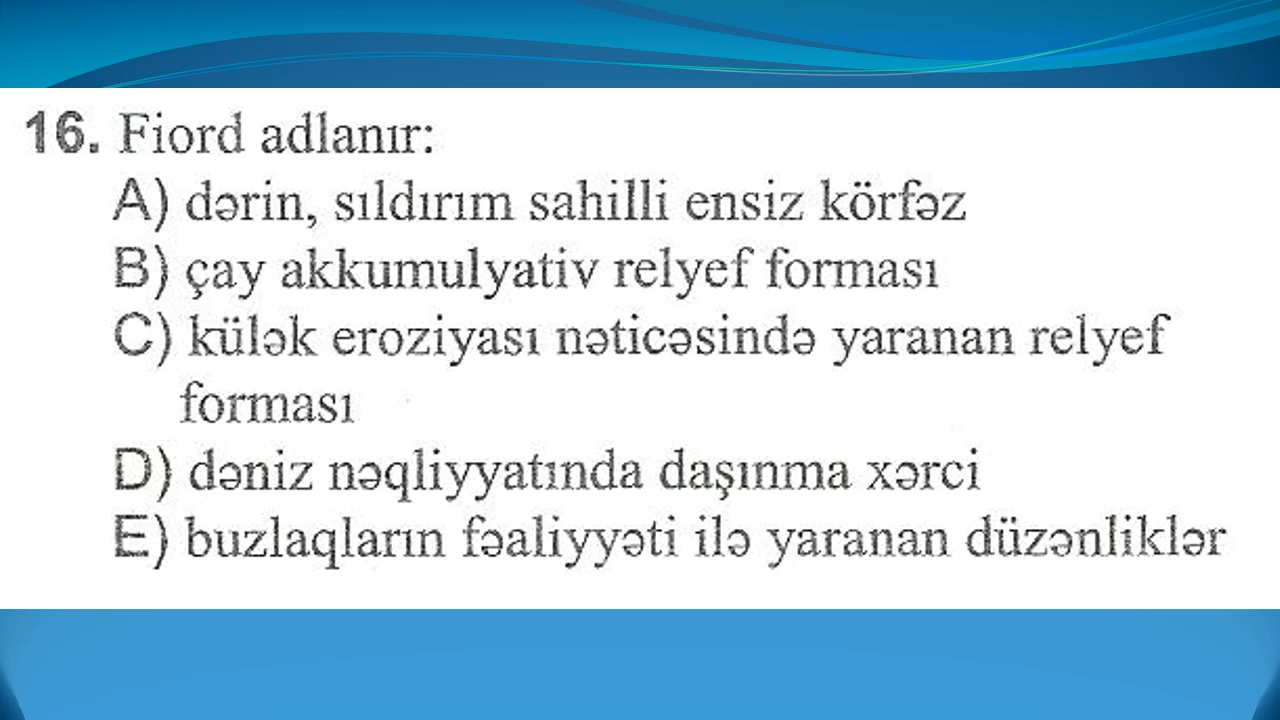 16. Fiord adlanır:
A) dərin, sıldırım sahilli ensiz körfəz
B) çay akkumulyativ relyef forması
C) külək eroziyası nəticəsində yaranan relyef
forması
D) dəniz nəqliyyatında daşınma xərci
E) buzlaqların fəaliyyəti ilə yaranan düzənliklər